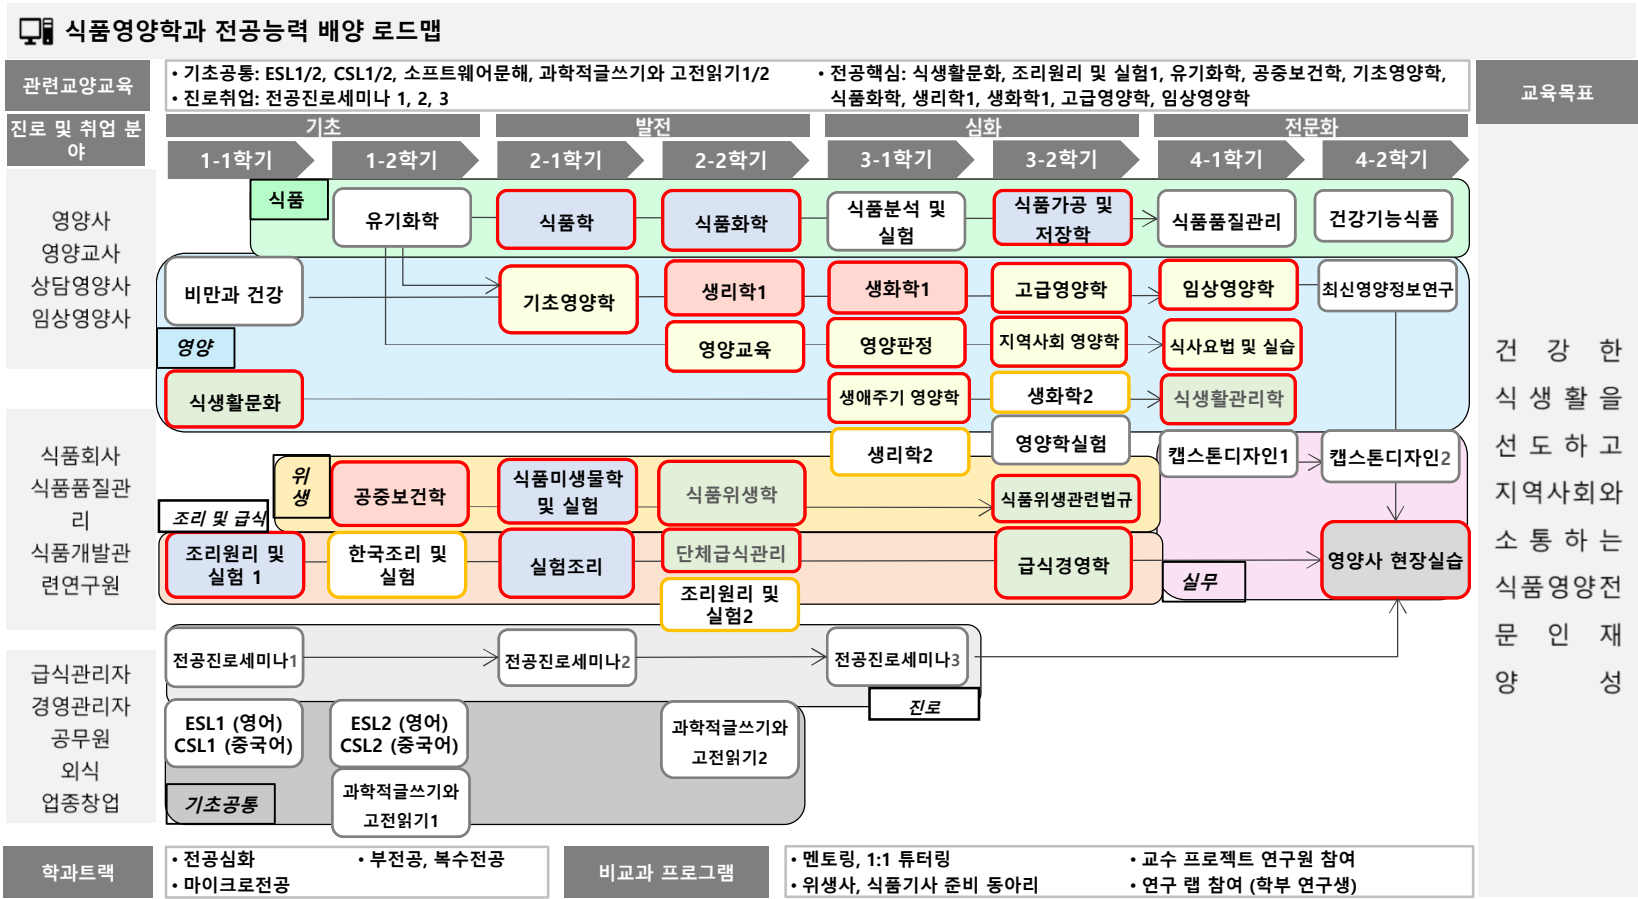 식품영양학과 전공능력 배양 로드맵
관련교양교육
• 기초공통: ESL1/2, CSL1/2, 소프트웨어문해, 과학적글쓰기와 고전읽기1/2
• 진로취업: 전공진로세미나 1, 2, 3
• 전공핵심: 식생활문화, 조리원리 및 실험1, 유기화학, 공중보건학, 기초영양학,
식품화학, 생리학1, 생화학1, 고급영양학, 임상영양학
교육목표
진로 및 취업 분
야
기초
발전
심화
전문화
1-1학기
1-2학기
2-1학기
2-2학기
3-1학기
3-2학기
4-1학기
4-2학기
영양사
영양교사
상담영양사
임상영양사
식품
유기화학
식품학
식품화학
식품분석 및
실험
식품가공 및
저장학
식품품질관리
건강기능식품
비만과 건강
기초영양학
생리학1
생화학1
고급영양학
임상영양학
최신영양정보연구
영양
영양교육
영양판정
지역사회 영양학
식사요법 및 실습
식생활문화
생애주기 영양학
생화학2
식생활관리학
생리학2
영양학실험
캡스톤디자인1
캡스톤디자인2
식품회사
식품품질관
리
식품개발관
련연구원
위
생
공중보건학
식품미생물학
및 실험
식품위생학
식품위생관련법규
조리 및 급식
조리원리 및
실험 1
한국조리 및
실험
실험조리
단체급식관리
급식경영학
영양사 현장실습
실무
조리원리 및
실험2
전공진로세미나1
전공진로세미나2
전공진로세미나3
진로
급식관리자
경영관리자
공무원
외식
업종창업
ESL1 (영어)
CSL1 (중국어)
ESL2 (영어)
CSL2 (중국어)
과학적글쓰기와
고전읽기2
기초공통
과학적글쓰기와
고전읽기1
건 강 한
식 생 활 을
선 도 하 고
지역사회와
소 통 하 는
식품영양전
문 인 재
양 성
학과트랙
• 전공심화
• 부전공, 복수전공
• 마이크로전공
비교과 프로그램
• 멘토링, 1:1 튜터링
• 위생사, 식품기사 준비 동아리
• 교수 프로젝트 연구원 참여
• 연구 랩 참여 (학부 연구생)